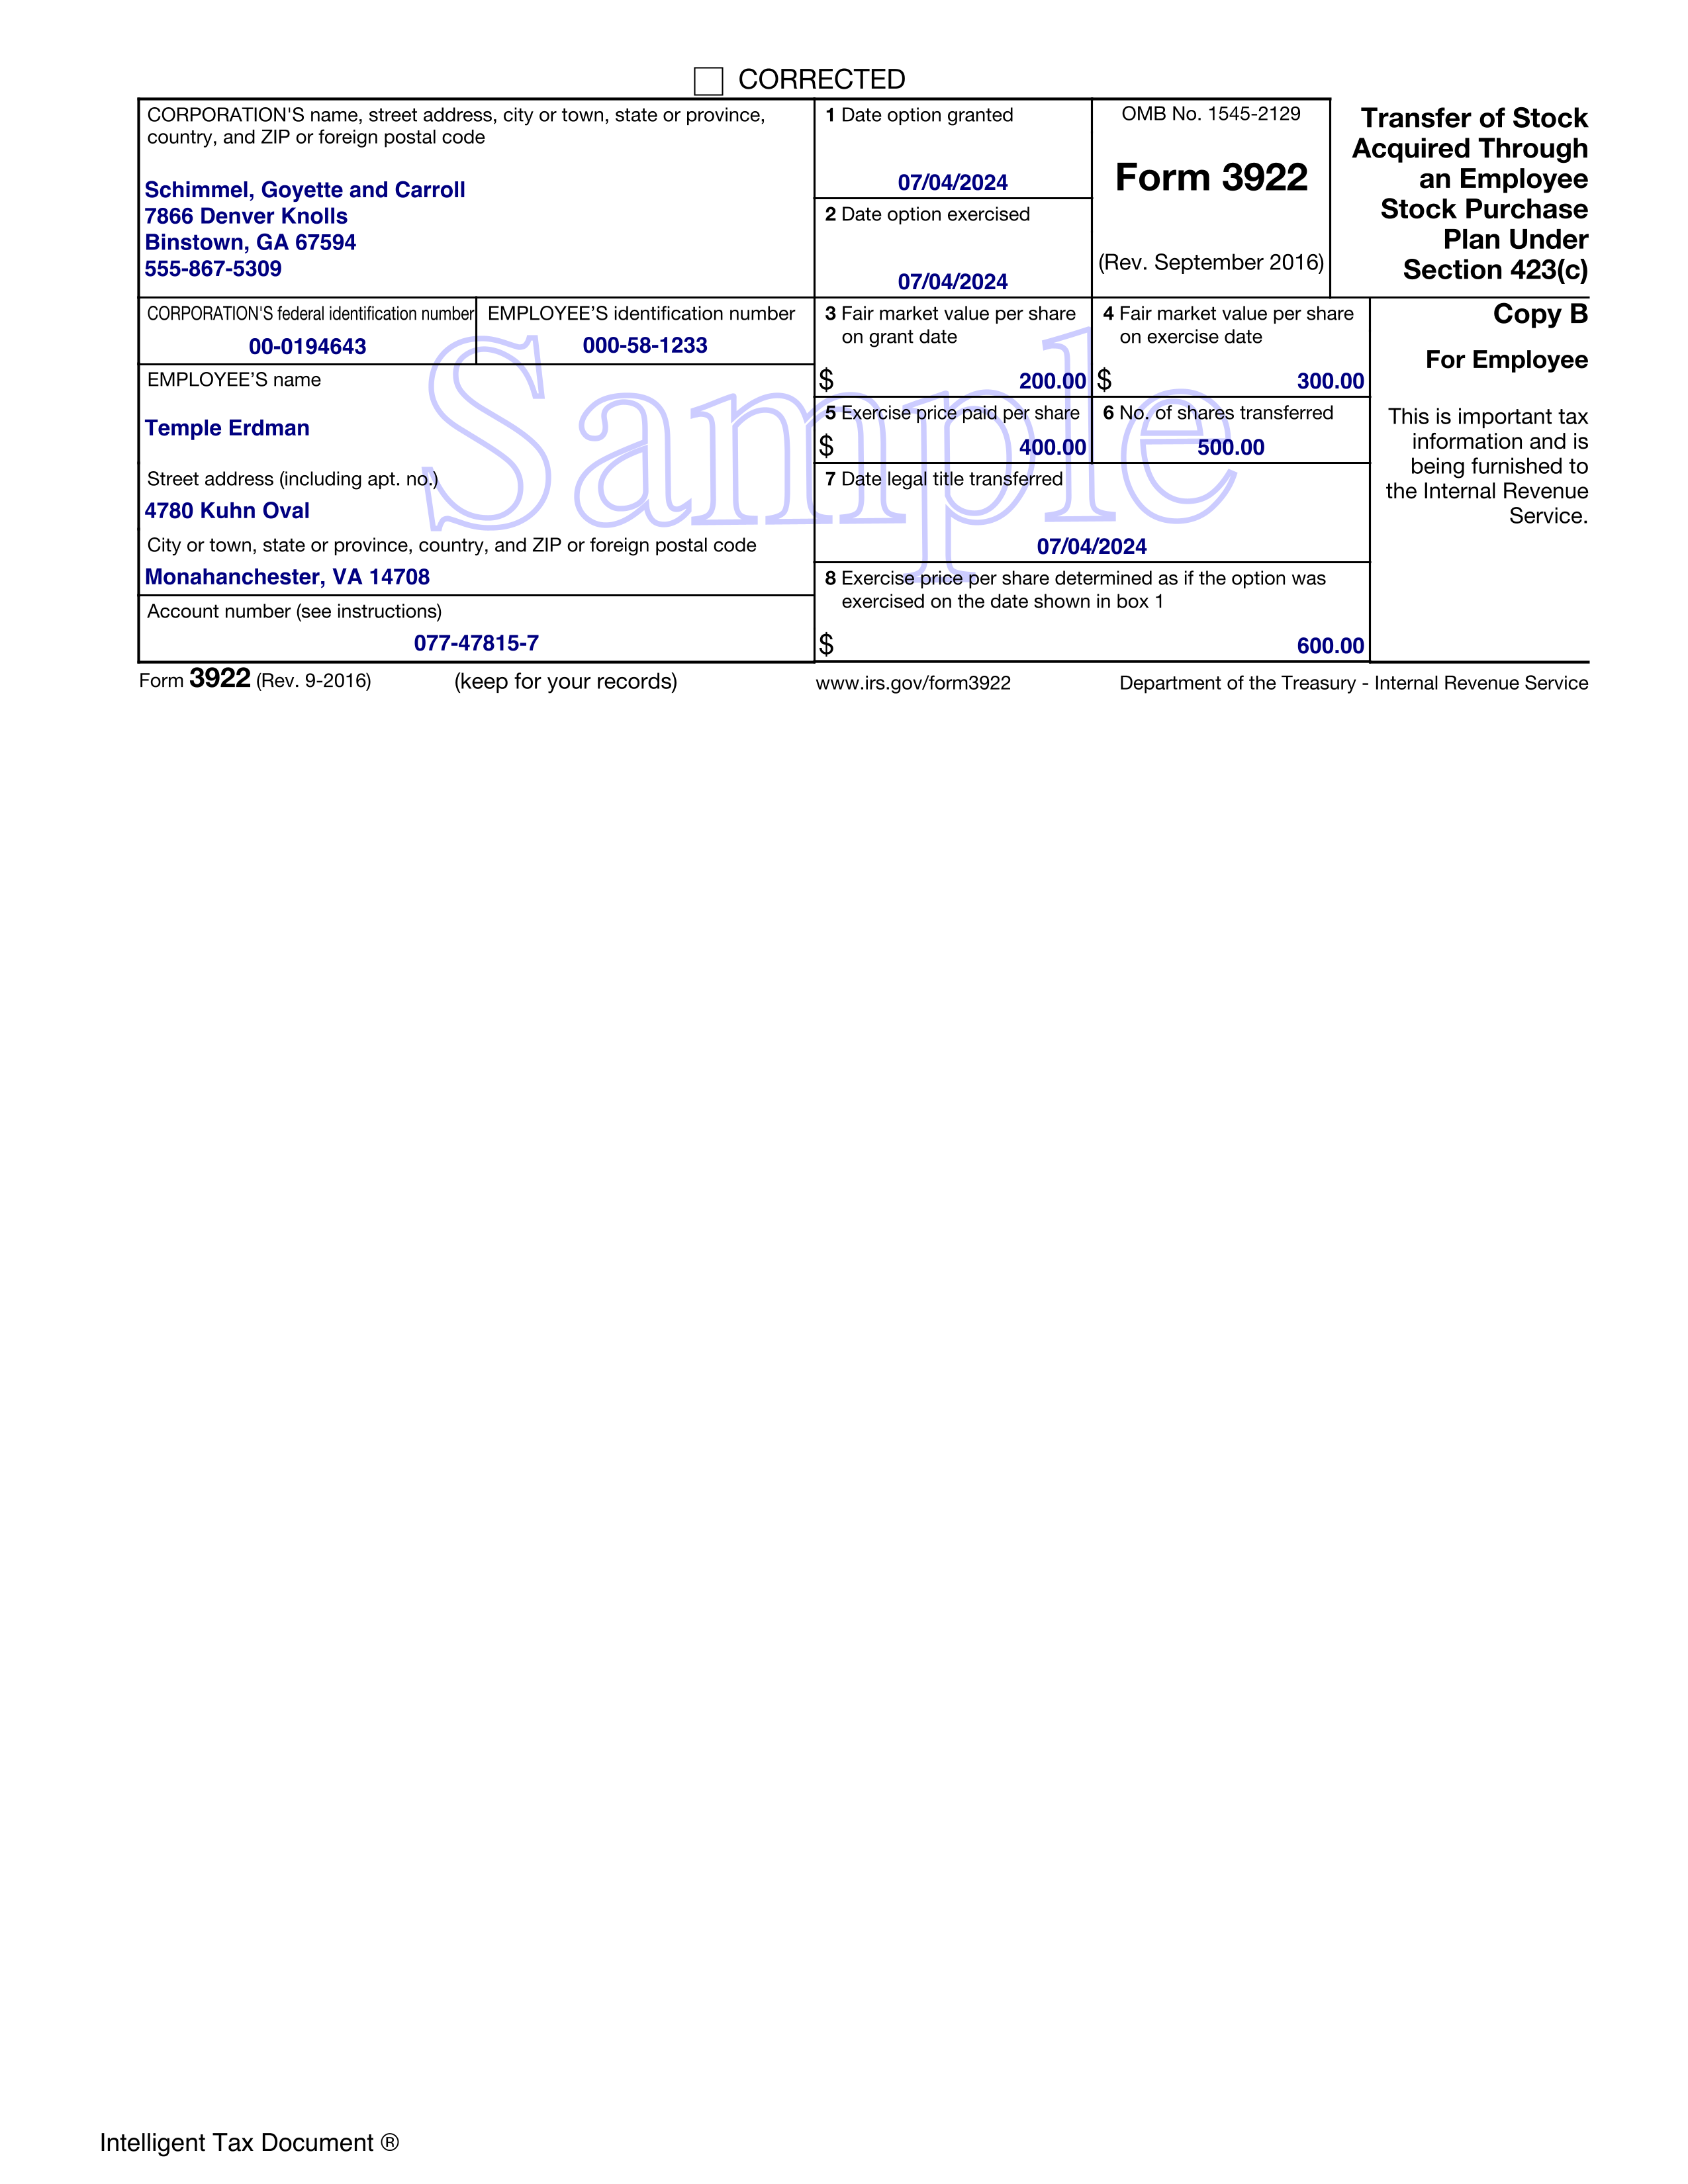 CORRECTED
CORPORATION'S name, street address, city or town, state or province,
country, and ZIP or foreign postal code
Schimmel, Goyette and Carroll
7866 Denver Knolls
Binstown, GA 67594
555-867-5309
1 Date option granted
07/04/2024
2 Date option exercised
07/04/2024
OMB No. 1545-2129
Form 3922
(Rev. September 2016)
Transfer of Stock
Acquired Through
an Employee
Stock Purchase
Plan Under
Section 423(c)
CORPORATION'S federal identification number
00-0194643
EMPLOYEE’S identification number
000-58-1233
3 Fair market value per share
on grant date
$ 200.00
4 Fair market value per share
on exercise date
$ 300.00
Copy B
For Employee
This is important tax
information and is
being furnished to
the Internal Revenue
Service.
EMPLOYEE’S name
Temple Erdman
5 Exercise price paid per share
$ 400.00
6 No. of shares transferred
500.00
Street address (including apt. no.)
4780 Kuhn Oval
7 Date legal title transferred
07/04/2024
City or town, state or province, country, and ZIP or foreign postal code
Monahanchester, VA 14708
8 Exercise price per share determined as if the option was
exercised on the date shown in box 1
$ 600.00
Account number (see instructions)
077-47815-7
Sample
Form 3922 (Rev. 9-2016) (keep for your records) www.irs.gov/form3922 Department of the Treasury - Internal Revenue Service
Intelligent Tax Document ®